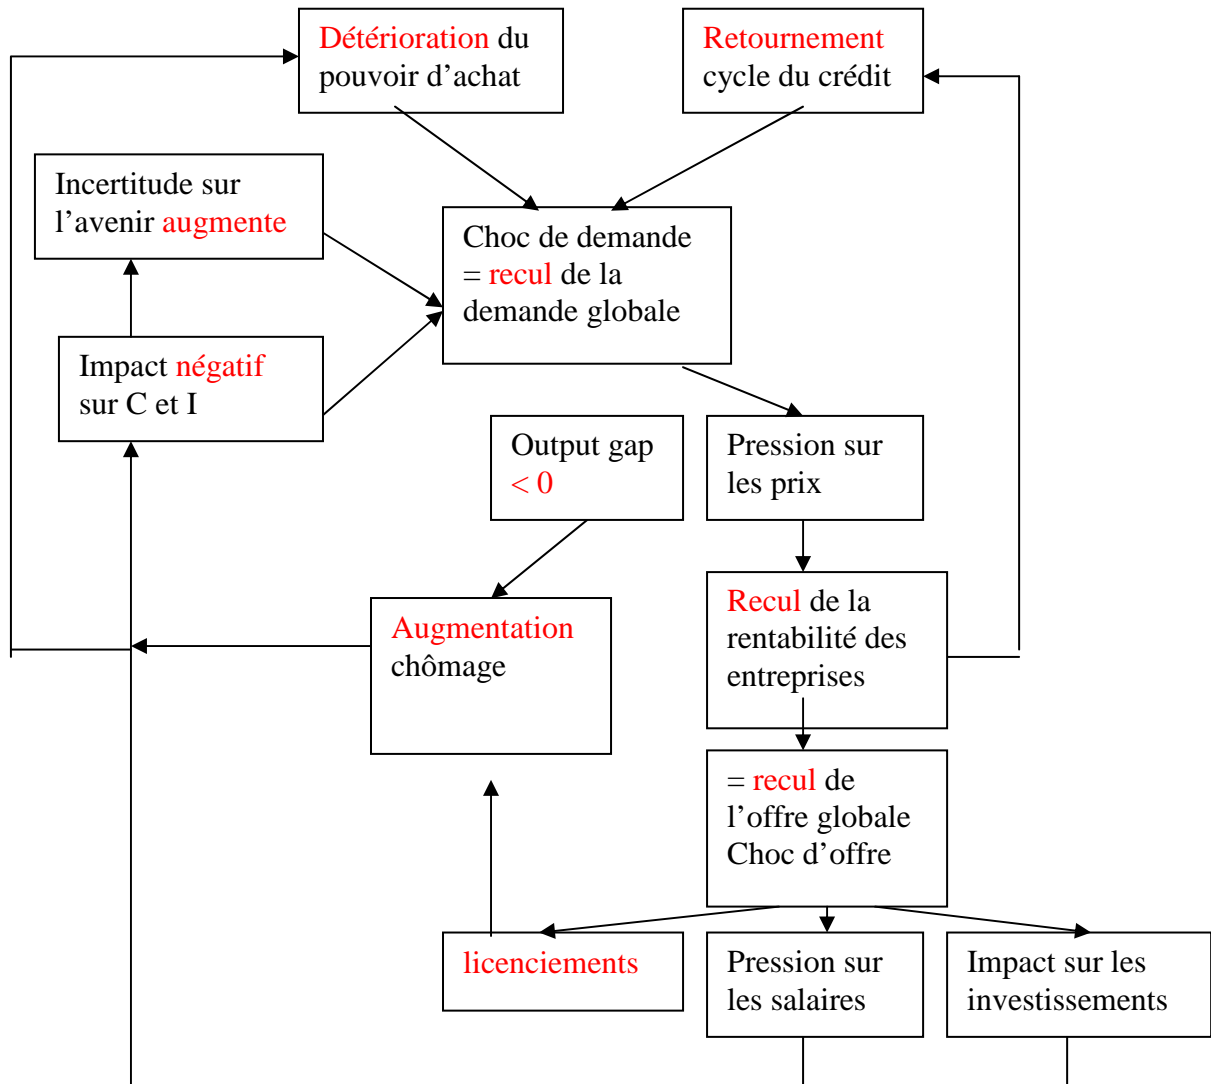 Détérioration du
pouvoir d’achat
Retournement
cycle du crédit
Incertitude sur
l’avenir augmente
Choc de demande
= recul de la
demande globale
Impact négatif
sur C et I
Output gap
< 0
Pression sur
les prix
Augmentation
chômage
Recul de la
rentabilité des
entreprises
= recul de
l’offre globale
Choc d’offre
licenciements
Pression sur
les salaires
Impact sur les
investissements